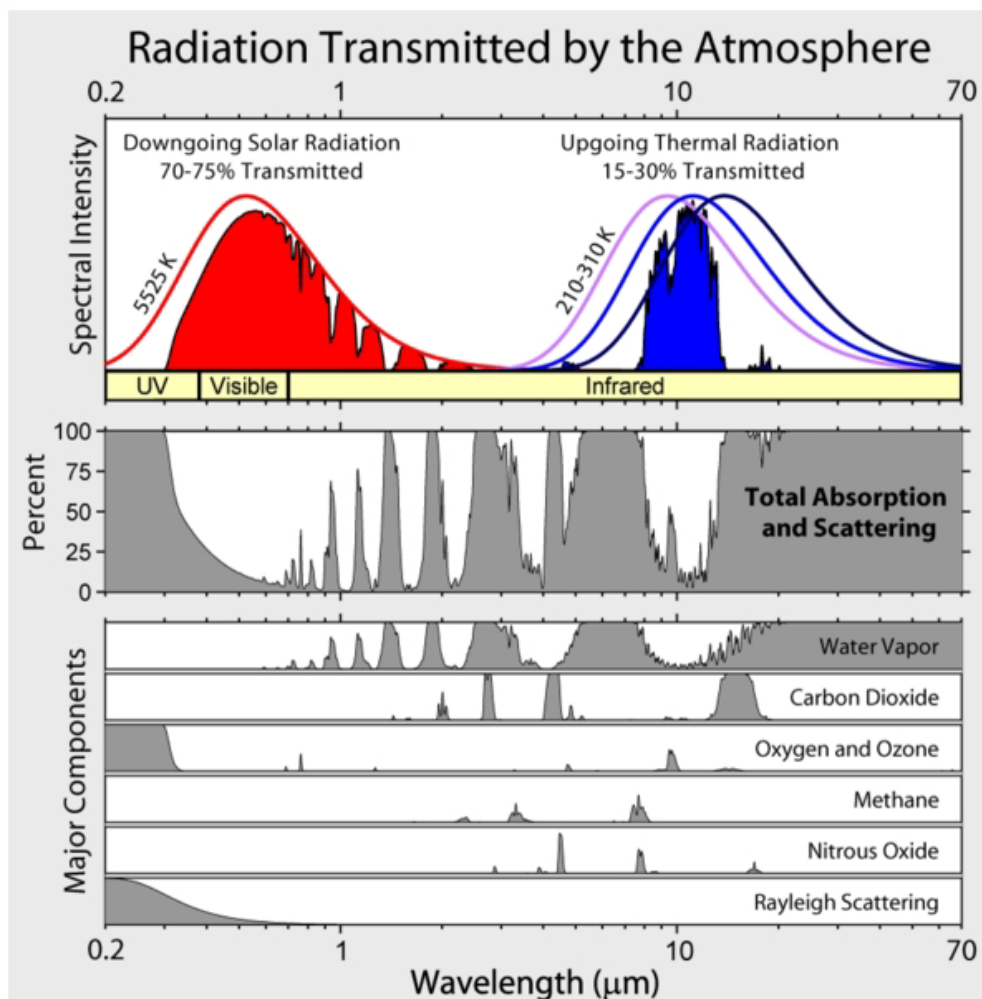 Radiation Transmitted by the Atmosphere
0.2 1 10 70
Downgoing Solar Radiation
70-75% Transmitted
Upgoing Thermal Radiation
15-30% Transmitted
Spectral Intensity
5525 K
210-310 K
UV Visible Infrared
Percent
100
75
50
25
0
Total Absorption
and Scattering
Major Components
Water Vapor
Carbon Dioxide
Oxygen and Ozone
Methane
Nitrous Oxide
Rayleigh Scattering
0.2 1 10 70
Wavelength (μm)